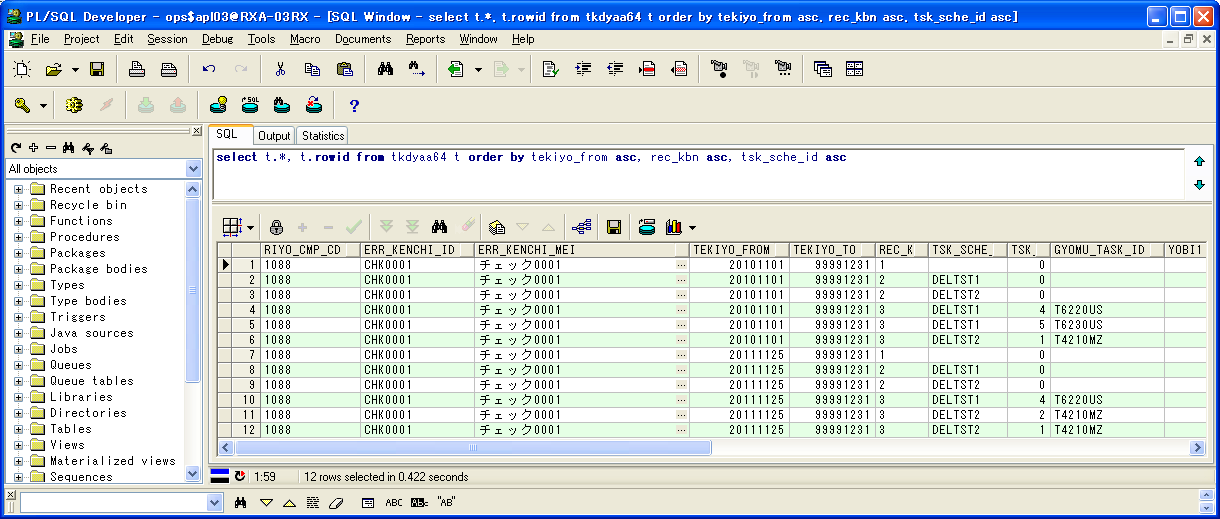 PL/SQL Developer - ops$apl03@RXA-03RX - [SQL Window - select t.*, t.rowid from tkdyaa64 t order by tekiyo_from asc, rec_kbn asc, tsk_sche_id asc]
File Project Edit Session Debug Tools Macro Documents Reports Window Help
SQL
?
SQL Output Statistics
All objects
select t.*, t.rowid from tkdyaa64 t order by tekiyo_from asc, rec_kbn asc, tsk_sche_id asc
Recent objects
Recycle bin
Functions
Procedures
Packages
Package bodies
Types
Type bodies
Triggers
Java sources
Jobs
Queues
Queue tables
Libraries
Directories
Tables
Views
Materialized views
Sequences
RIYO_CMP_CD ERR_KENCHI_ID ERR_KENCHI_MEI TEKIYO_FROM TEKIYO_TO REC_K TSK_SCHE_ TSK_ GYOMU_TASK_ID YOBI1
1 1088 CHK0001 チェック0001 ... 20101101 99991231 1 0
2 1088 CHK0001 チェック0001 ... 20101101 99991231 2 DELTST1 0
3 1088 CHK0001 チェック0001 ... 20101101 99991231 2 DELTST2 0
4 1088 CHK0001 チェック0001 ... 20101101 99991231 3 DELTST1 4 T6220US
5 1088 CHK0001 チェック0001 ... 20101101 99991231 3 DELTST1 5 T6230US
6 1088 CHK0001 チェック0001 ... 20101101 99991231 3 DELTST2 1 T4210MZ
7 1088 CHK0001 チェック0001 ... 20111125 99991231 1 0
8 1088 CHK0001 チェック0001 ... 20111125 99991231 2 DELTST1 0
9 1088 CHK0001 チェック0001 ... 20111125 99991231 2 DELTST2 0
10 1088 CHK0001 チェック0001 ... 20111125 99991231 3 DELTST1 4 T6220US
11 1088 CHK0001 チェック0001 ... 20111125 99991231 3 DELTST2 2 T4210MZ
12 1088 CHK0001 チェック0001 ... 20111125 99991231 3 DELTST2 1 T4210MZ
1:59 12 rows selected in 0.422 seconds
ABC ABc "AB"